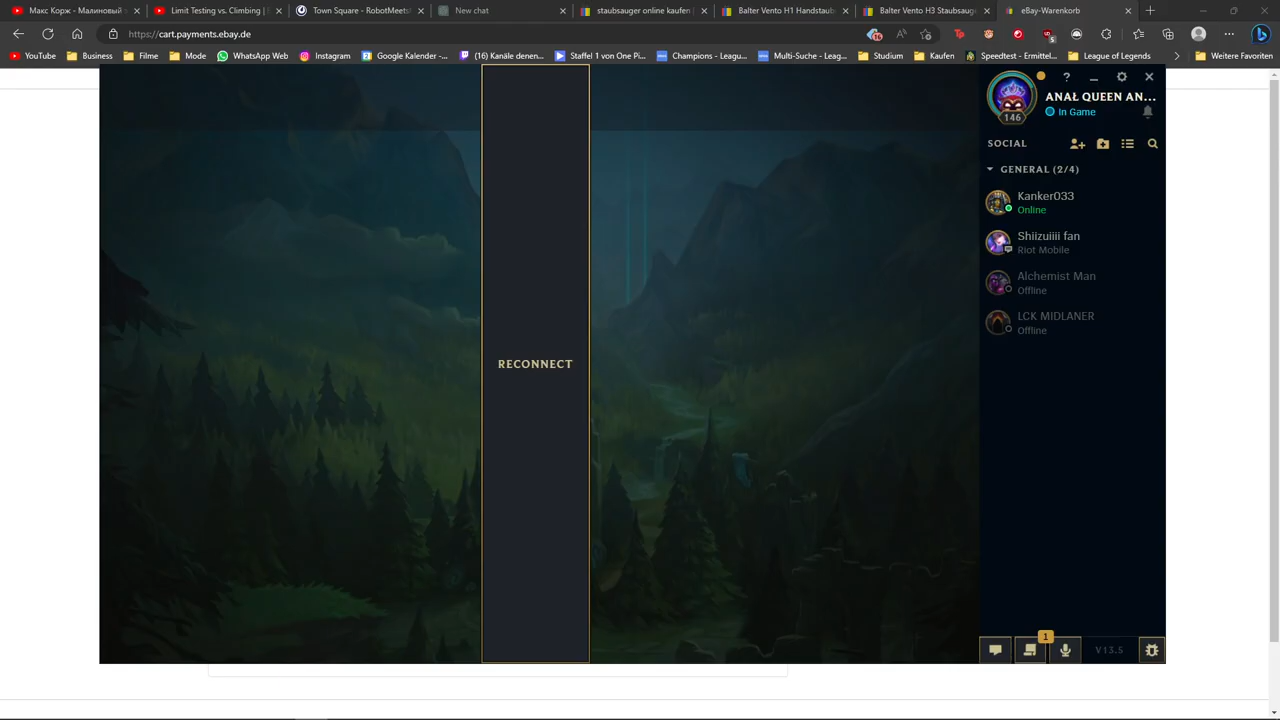 Макс Корж - Малиновый
Limit Testing vs. Climbing |
Town Square - RobotMeets
New chat
staubsauger online kaufen |
Balter Vento H1 Handstaub
Balter Vento H3 Staubsaug
eBay-Warenkorb
https://cart.payments.ebay.de
YouTube
Business
Filme
WhatsApp Web
Instagram
Google Kalender -...
(16) Kanäle denen...
Staffel 1 von One Pi...
Champions - Leagu...
Multi-Suche - Leag...
Studium
Kaufen
Speedtest – Ermittel...
League of Legends
Weitere Favoriten
RECONNECT
146
ANAŁ QUEEN AN...
In Game
SOCIAL
GENERAL (2/4)
Kanker033
Online
Shiizuiiii fan
Riot Mobile
Alchemist Man
Offline
LCK MIDLANER
Offline
1
V13.5